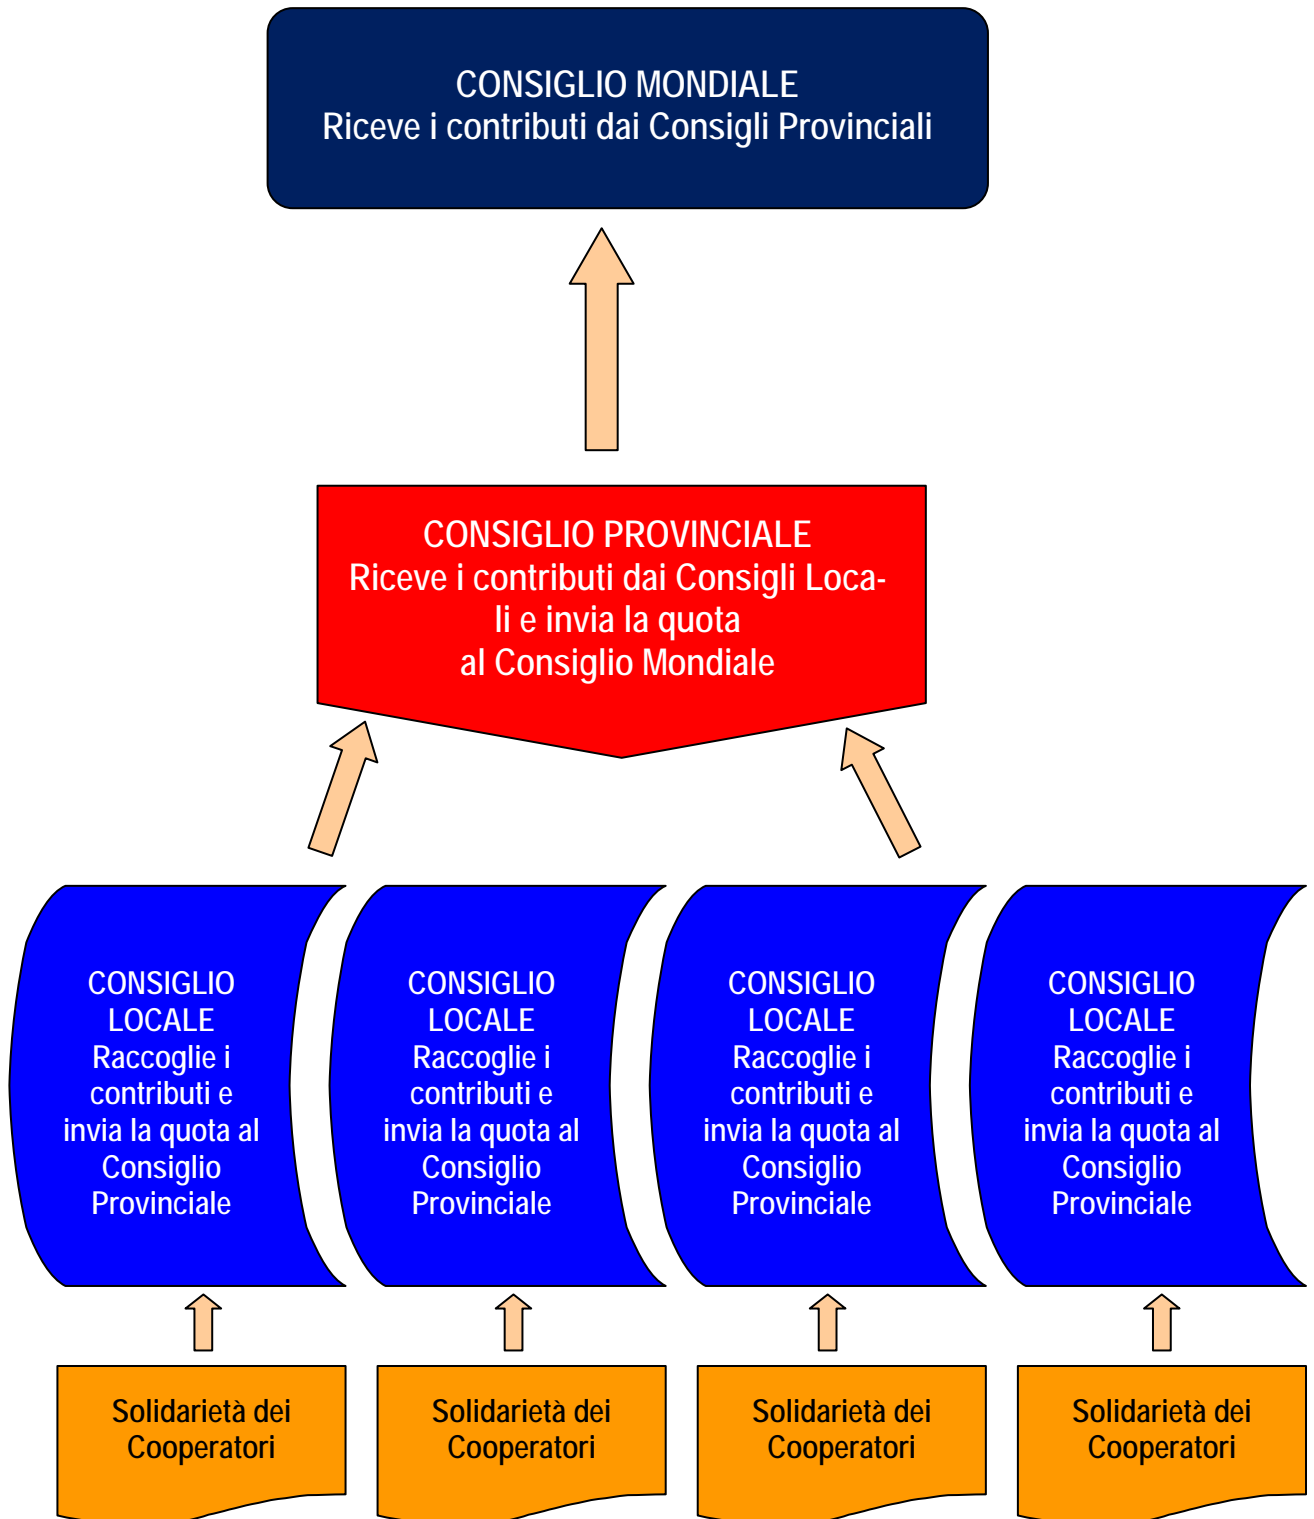 CONSIGLIO MONDIALE
Riceve i contributi dai Consigli Provinciali
CONSIGLIO PROVINCIALE
Riceve i contributi dai Consigli Loca-
li e invia la quota
al Consiglio Mondiale
CONSIGLIO
LOCALE
Raccoglie i
contributi e
invia la quota al
Consiglio
Provinciale
CONSIGLIO
LOCALE
Raccoglie i
contributi e
invia la quota al
Consiglio
Provinciale
CONSIGLIO
LOCALE
Raccoglie i
contributi e
invia la quota al
Consiglio
Provinciale
CONSIGLIO
LOCALE
Raccoglie i
contributi e
invia la quota al
Consiglio
Provinciale
Solidarietà dei
Cooperatori
Solidarietà dei
Cooperatori
Solidarietà dei
Cooperatori
Solidarietà dei
Cooperatori